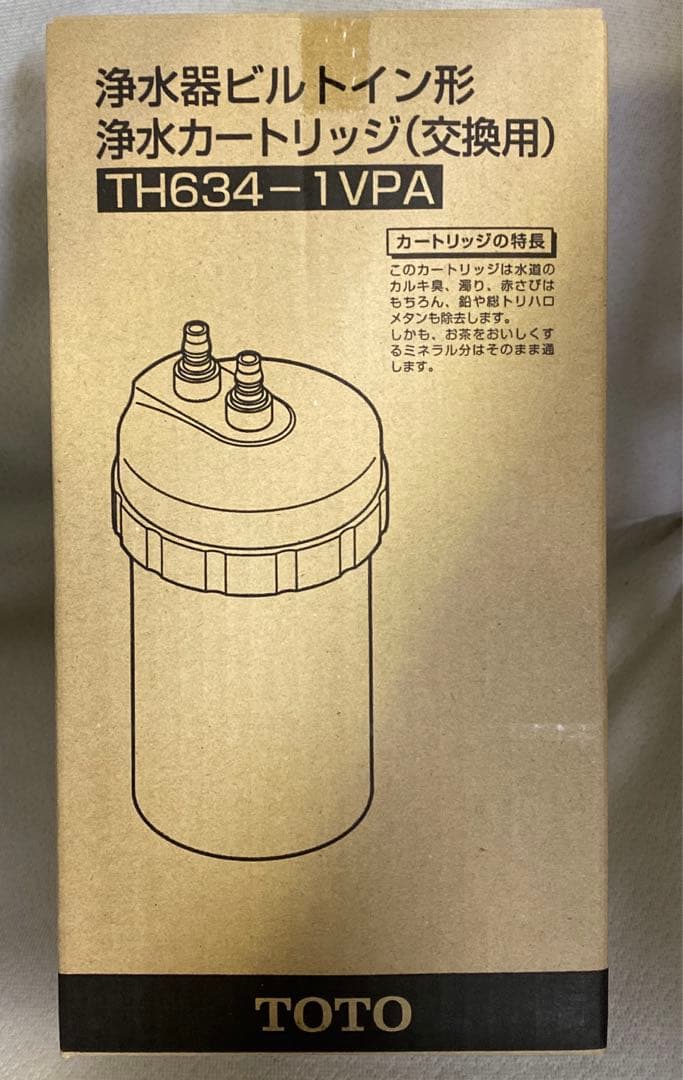 浄水器ビルトイン形
浄水カートリッジ(交換用)
TH634-1VPA
カートリッジの特長
このカートリッジは水道の
カルキ臭、濁り、赤さびは
もちろん、鉛や総トリハロ
メタンも除去します。
しかも、お茶をおいしくす
るミネラル分はそのまま通
します。
TOTO